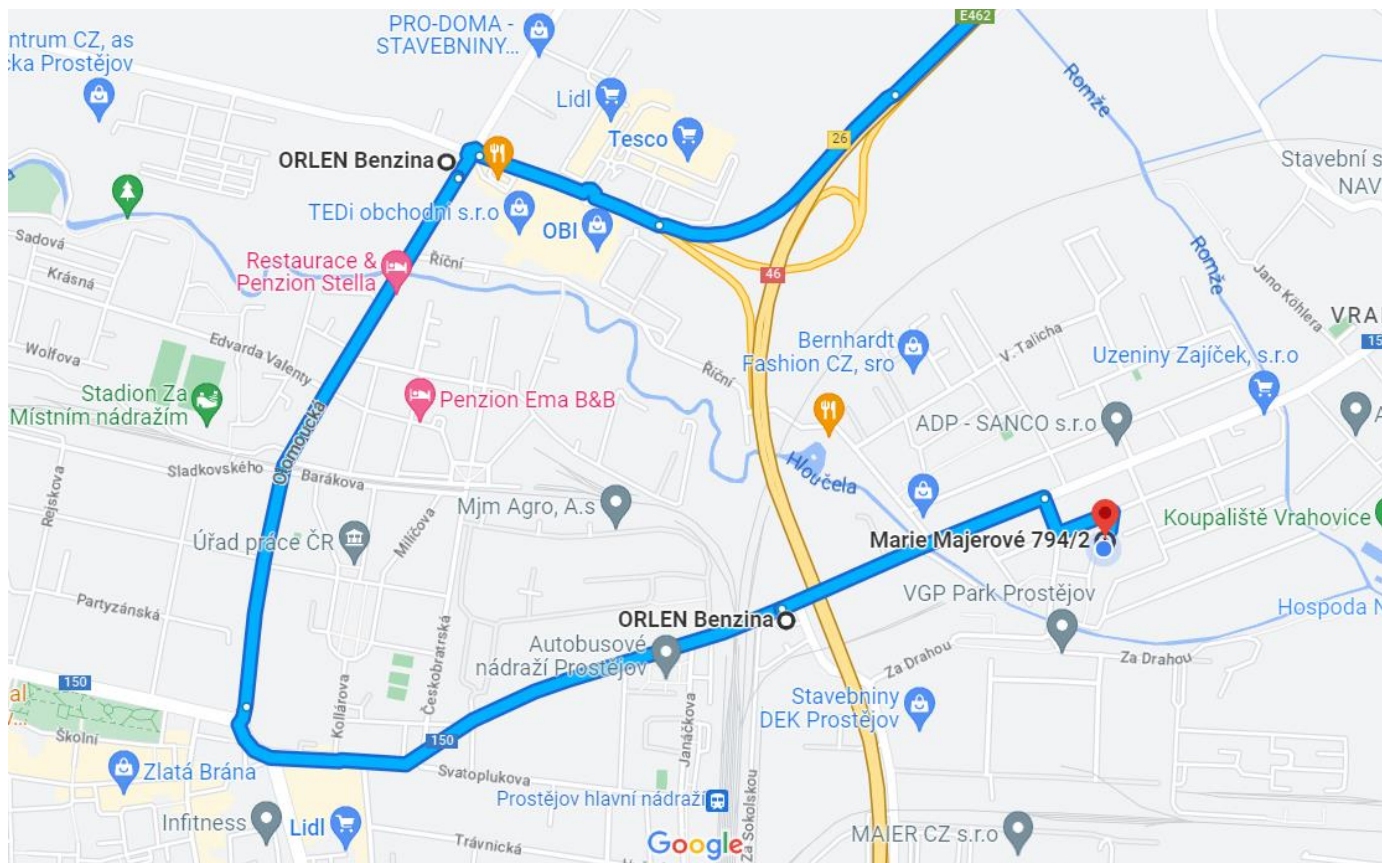 E462
PRO-DOMA -
STAVEBNINY...
entrum CZ, as
čka Prostějov
Romže
Lidl
Tesco
26
ORLEN Benzina
Stavební s
NAV
TEDi obchodní s.r.o
OBI
Sadová
Říční
Krásná
Restaurace &
Penzion Stella
46
Romže
Jano Köhlera
VRA
15
Edvarda Valenty
Wolfova
Bernhardt
Fashion CZ, sro
V. Talicha
Uzeniny Zajíček, s.r.o
Říční
Stadion Za
Místním nádražím
Penzion Ema B&B
ADP - SANCO s.r.o
A
Olomoucká
Sladkovského
Barákova
Hloučela
Rejskova
Mjm Agro, A.s
Koupaliště Vrahovice
Milíčova
Úřad práce ČR
Marie Majerové 794/2
VGP Park Prostějov
Partyzánská
ORLEN Benzina
Hospoda N
Českobratrská
Autobusové
nádraží Prostějov
Za Drahou
Za Drahou
150
al
Kollárova
Stavebniny
DEK Prostějov
Školní
150
Janáčkova
Zlatá Brána
Svatoplukova
Prostějov hlavní nádraží
Za Sokolskou
Infitness
Lidl
Trávnická
Google
MAIER CZ s.r.o